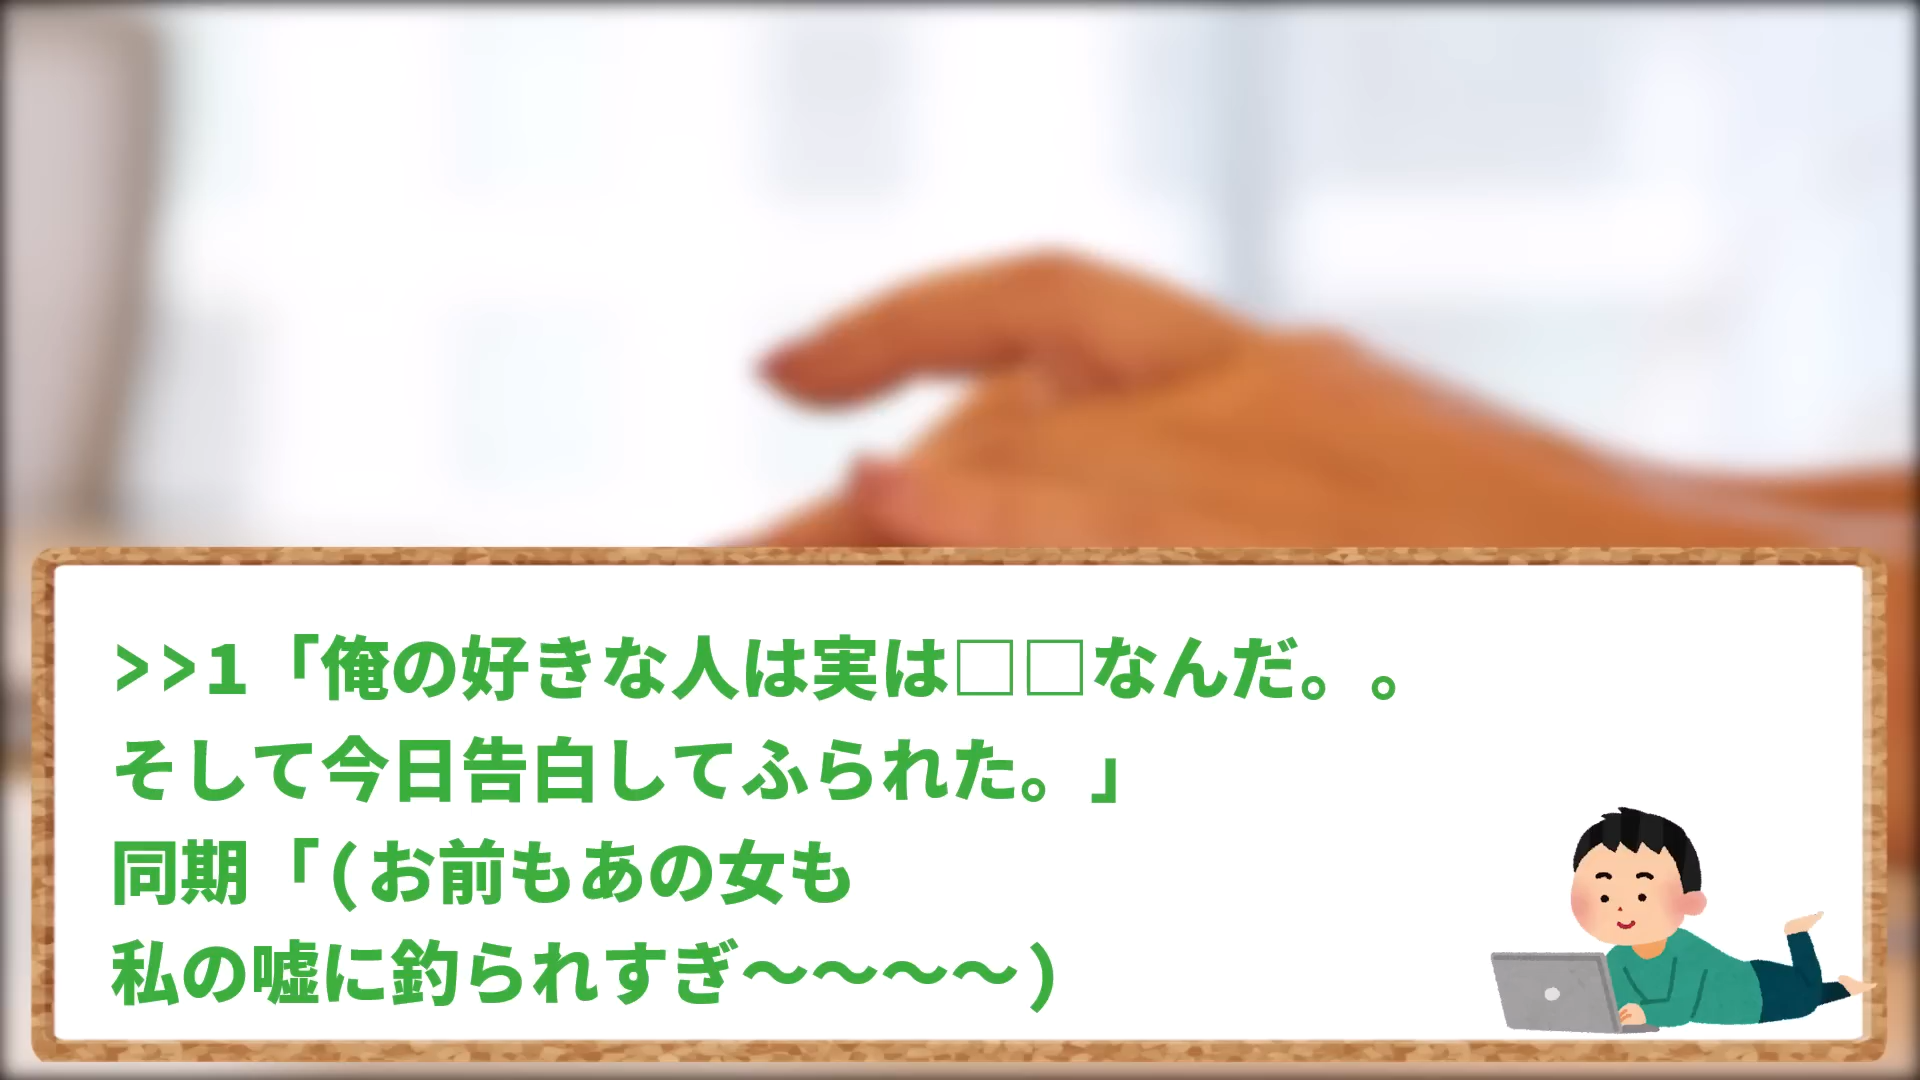 >>1「俺の好きな人は実は□□なんだ。。
そして今日告白してふられた。」
同期「(お前もあの女も
私の嘘に釣られすぎ～～～～)